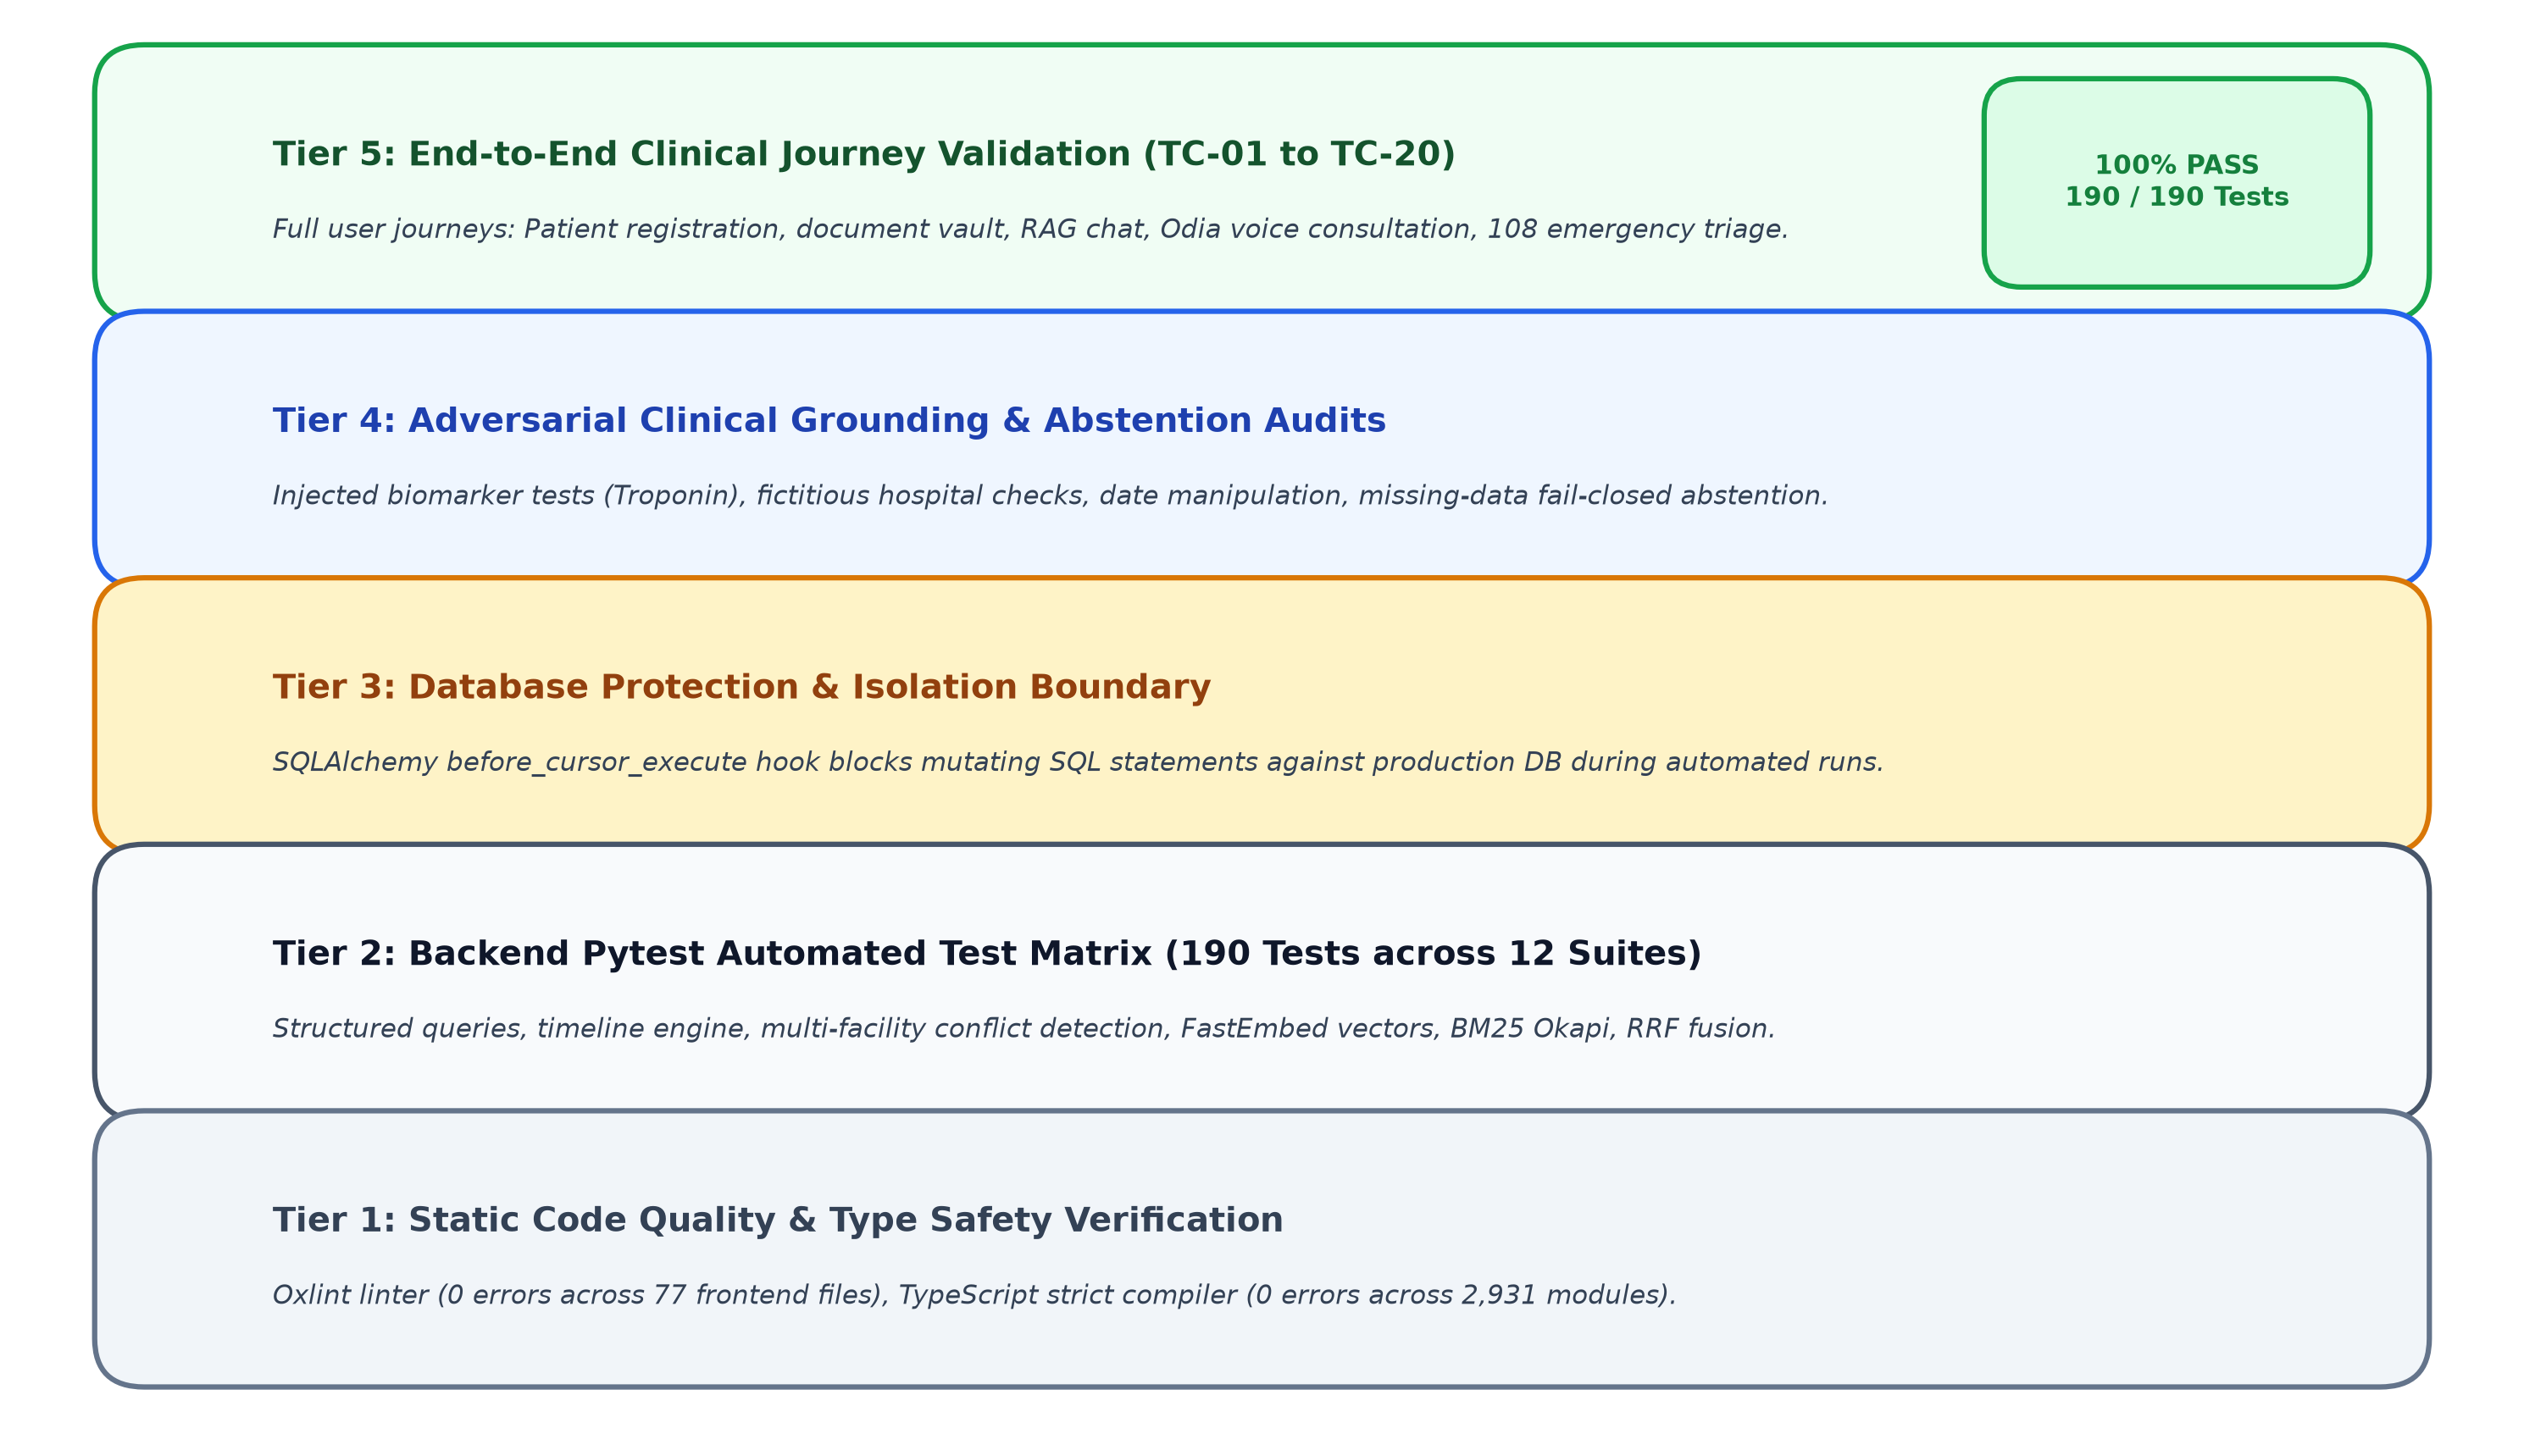 Tier 5: End-to-End Clinical Journey Validation (TC-01 to TC-20)
Full user journeys: Patient registration, document vault, RAG chat, Odia voice consultation, 108 emergency triage.
100% PASS
190 / 190 Tests
Tier 4: Adversarial Clinical Grounding & Abstention Audits
Injected biomarker tests (Troponin), fictitious hospital checks, date manipulation, missing-data fail-closed abstention.
Tier 3: Database Protection & Isolation Boundary
SQLAlchemy before_cursor_execute hook blocks mutating SQL statements against production DB during automated runs.
Tier 2: Backend Pytest Automated Test Matrix (190 Tests across 12 Suites)
Structured queries, timeline engine, multi-facility conflict detection, FastEmbed vectors, BM25 Okapi, RRF fusion.
Tier 1: Static Code Quality & Type Safety Verification
Oxlint linter (0 errors across 77 frontend files), TypeScript strict compiler (0 errors across 2,931 modules).